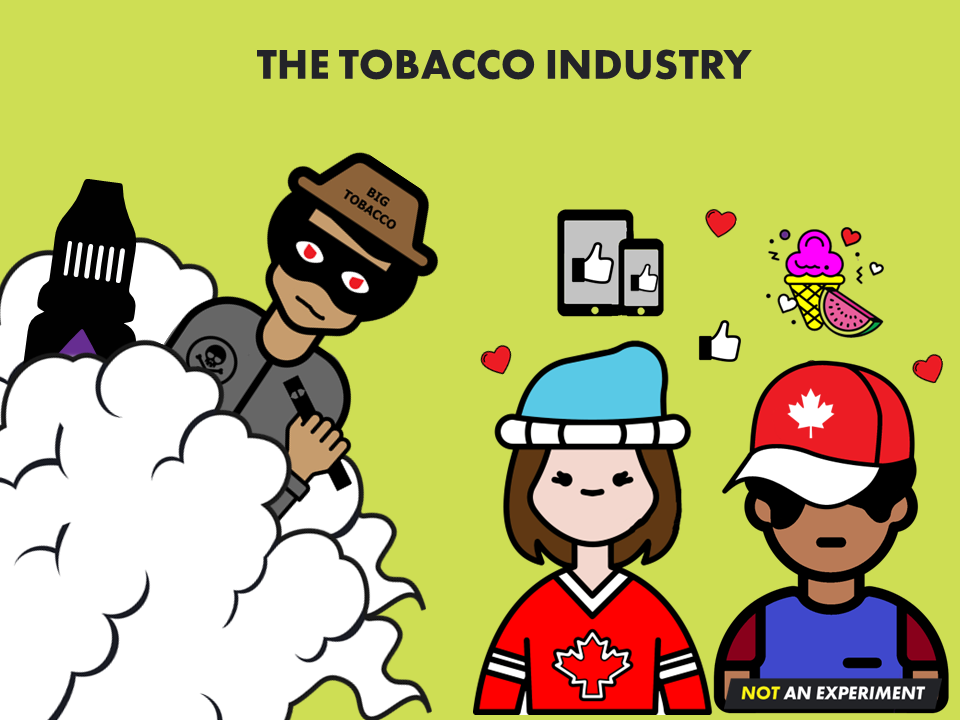 THE TOBACCO INDUSTRY
BIG
TOBACCO
NOT AN EXPERIMENT